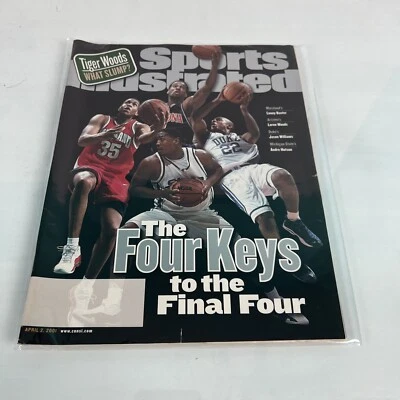 Tiger Woods
WHAT SLUMP?
Sports
Illustrated
Maryland's
Lonny Baxter
Arizona's
Loren Woods
Duke's
Jason Williams
Michigan State's
Andre Hutson
35
DUKE
22
The
Four Keys
to the
Final Four
APRIL 2, 2001 www.cnnsi.com